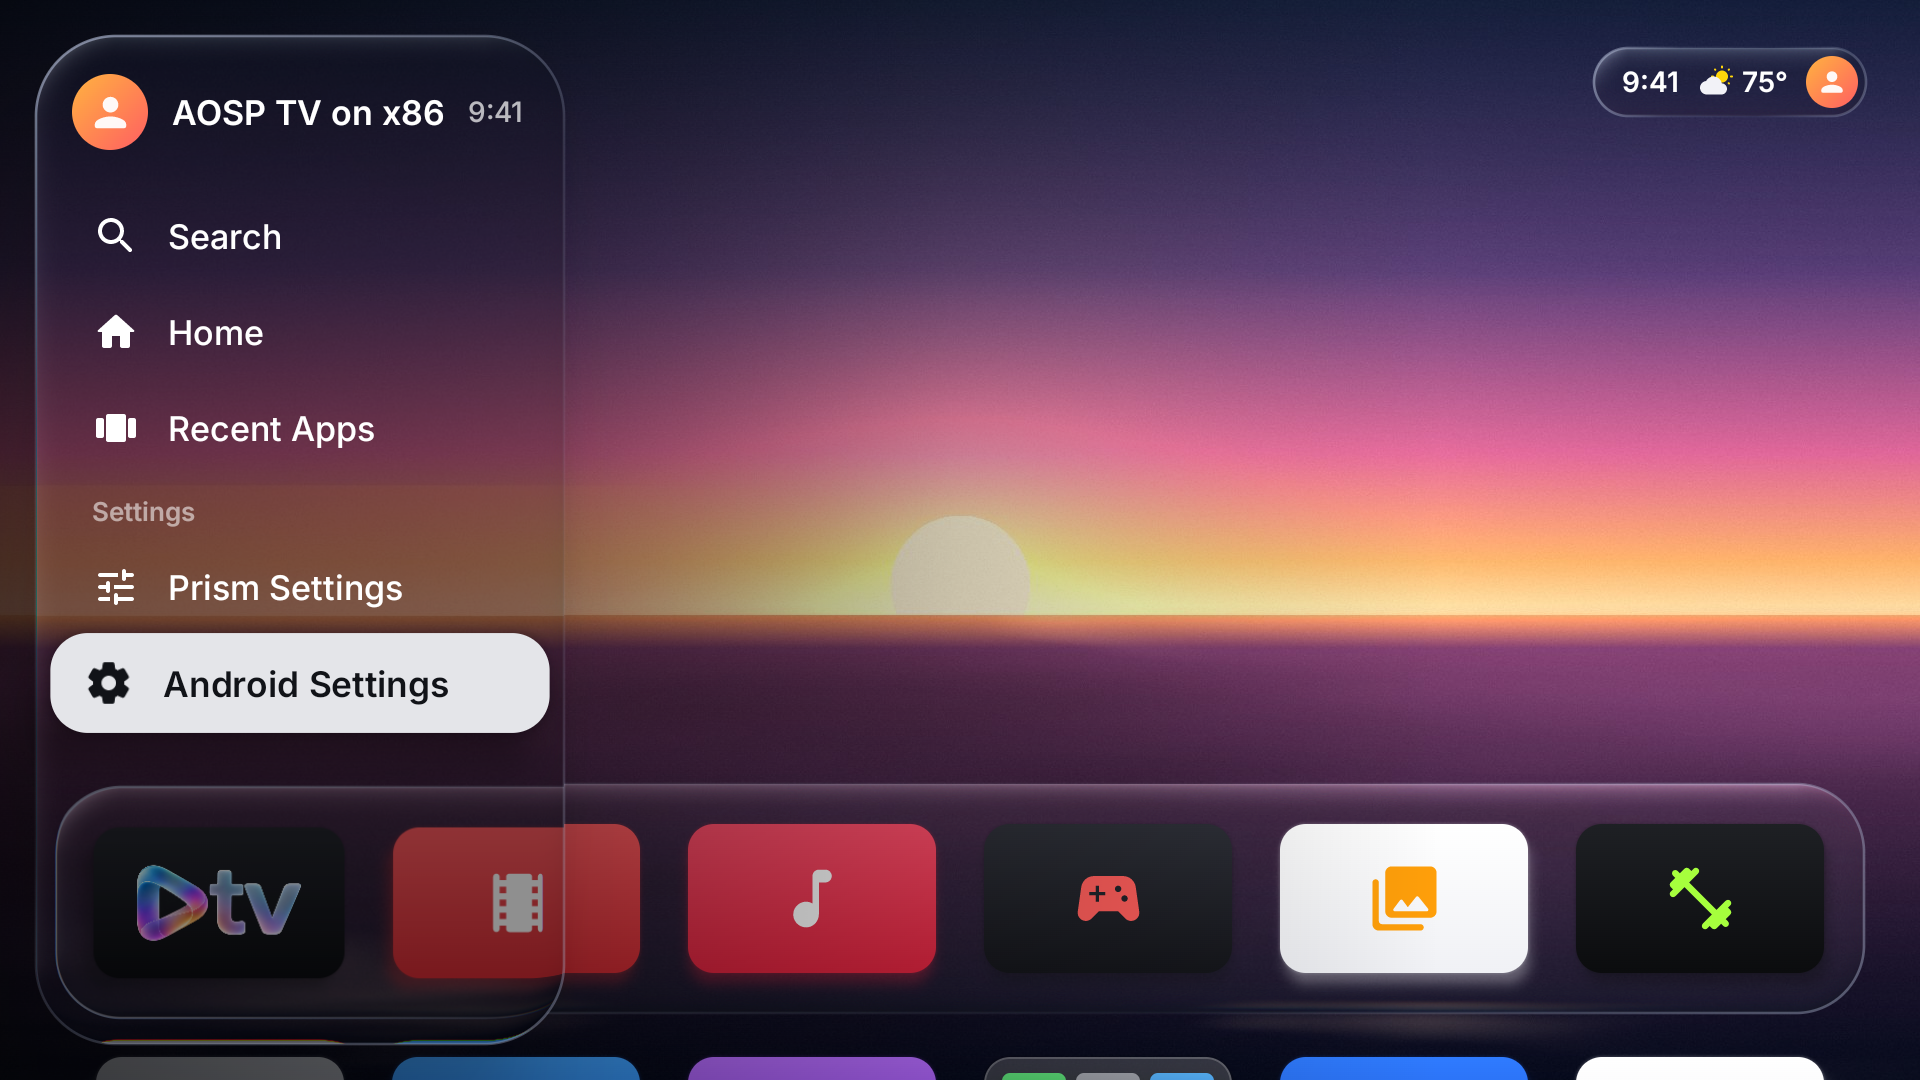 AOSP TV on x86 9:41
9:41 75°
Search
Home
Recent Apps
Settings
Prism Settings
Android Settings
tv